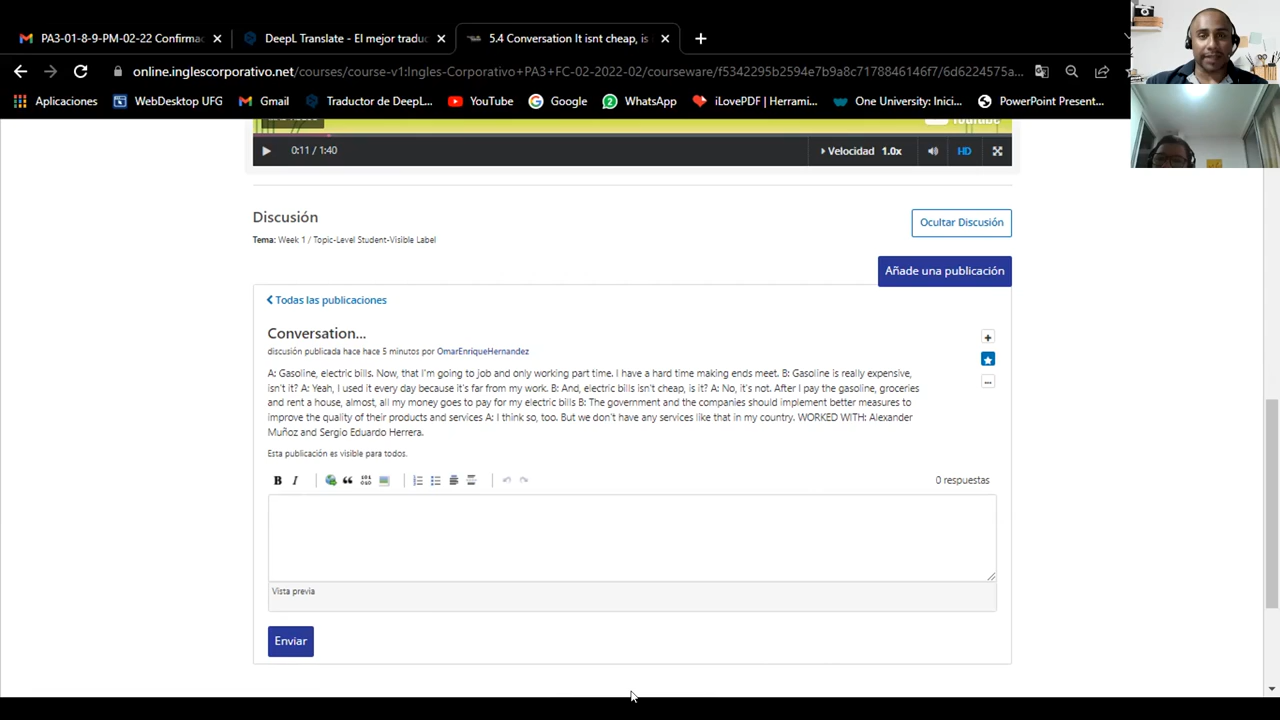 PA3-01-8-9-PM-02-22 Confirma
DeepL Translate - El mejor traduc
5.4 Conversation It isnt cheap, is
online.inglescorporativo.net/courses/course-v1:Ingles-Corporativo+PA3+FC-02-2022-02/courseware/f5342295b2594e7b9a8c7178846146f7/6d6224575a...
Aplicaciones WebDesktop UFG Gmail Traductor de DeepL... YouTube Google WhatsApp iLovePDF | Herrami... One University: Inici... PowerPoint Present...
0:11 / 1:40 Velocidad 1.0x HD
Discusión
Ocultar Discusión
Tema: Week 1 / Topic-Level Student-Visible Label
Añade una publicación
Todas las publicaciones
Conversation...
discusión publicada hace hace 5 minutos por OmarEnriqueHernandez
A: Gasoline, electric bills. Now, that I'm going to job and only working part time. I have a hard time making ends meet. B: Gasoline is really expensive,
isn't it? A: Yeah, I used it every day because it's far from my work. B: And, electric bills isn't cheap, is it? A: No, it's not. After I pay the gasoline, groceries
and rent a house, almost, all my money goes to pay for my electric bills B: The government and the companies should implement better measures to
improve the quality of their products and services A: I think so, too. But we don't have any services like that in my country. WORKED WITH: Alexander
Muñoz and Sergio Eduardo Herrera.
Esta publicación es visible para todos.
B I 0 respuestas
Vista previa
Enviar